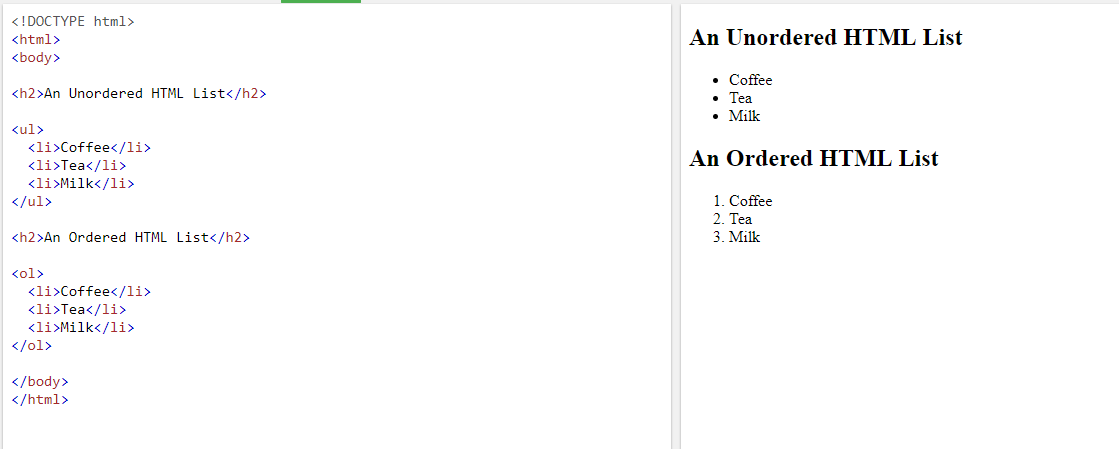 <!DOCTYPE html>
<html>
<body>
<h2>An Unordered HTML List</h2>
<ul>
  <li>Coffee</li>
  <li>Tea</li>
  <li>Milk</li>
</ul>
<h2>An Ordered HTML List</h2>
<ol>
  <li>Coffee</li>
  <li>Tea</li>
  <li>Milk</li>
</ol>
</body>
</html>
An Unordered HTML List
• Coffee
• Tea
• Milk
An Ordered HTML List
1. Coffee
2. Tea
3. Milk